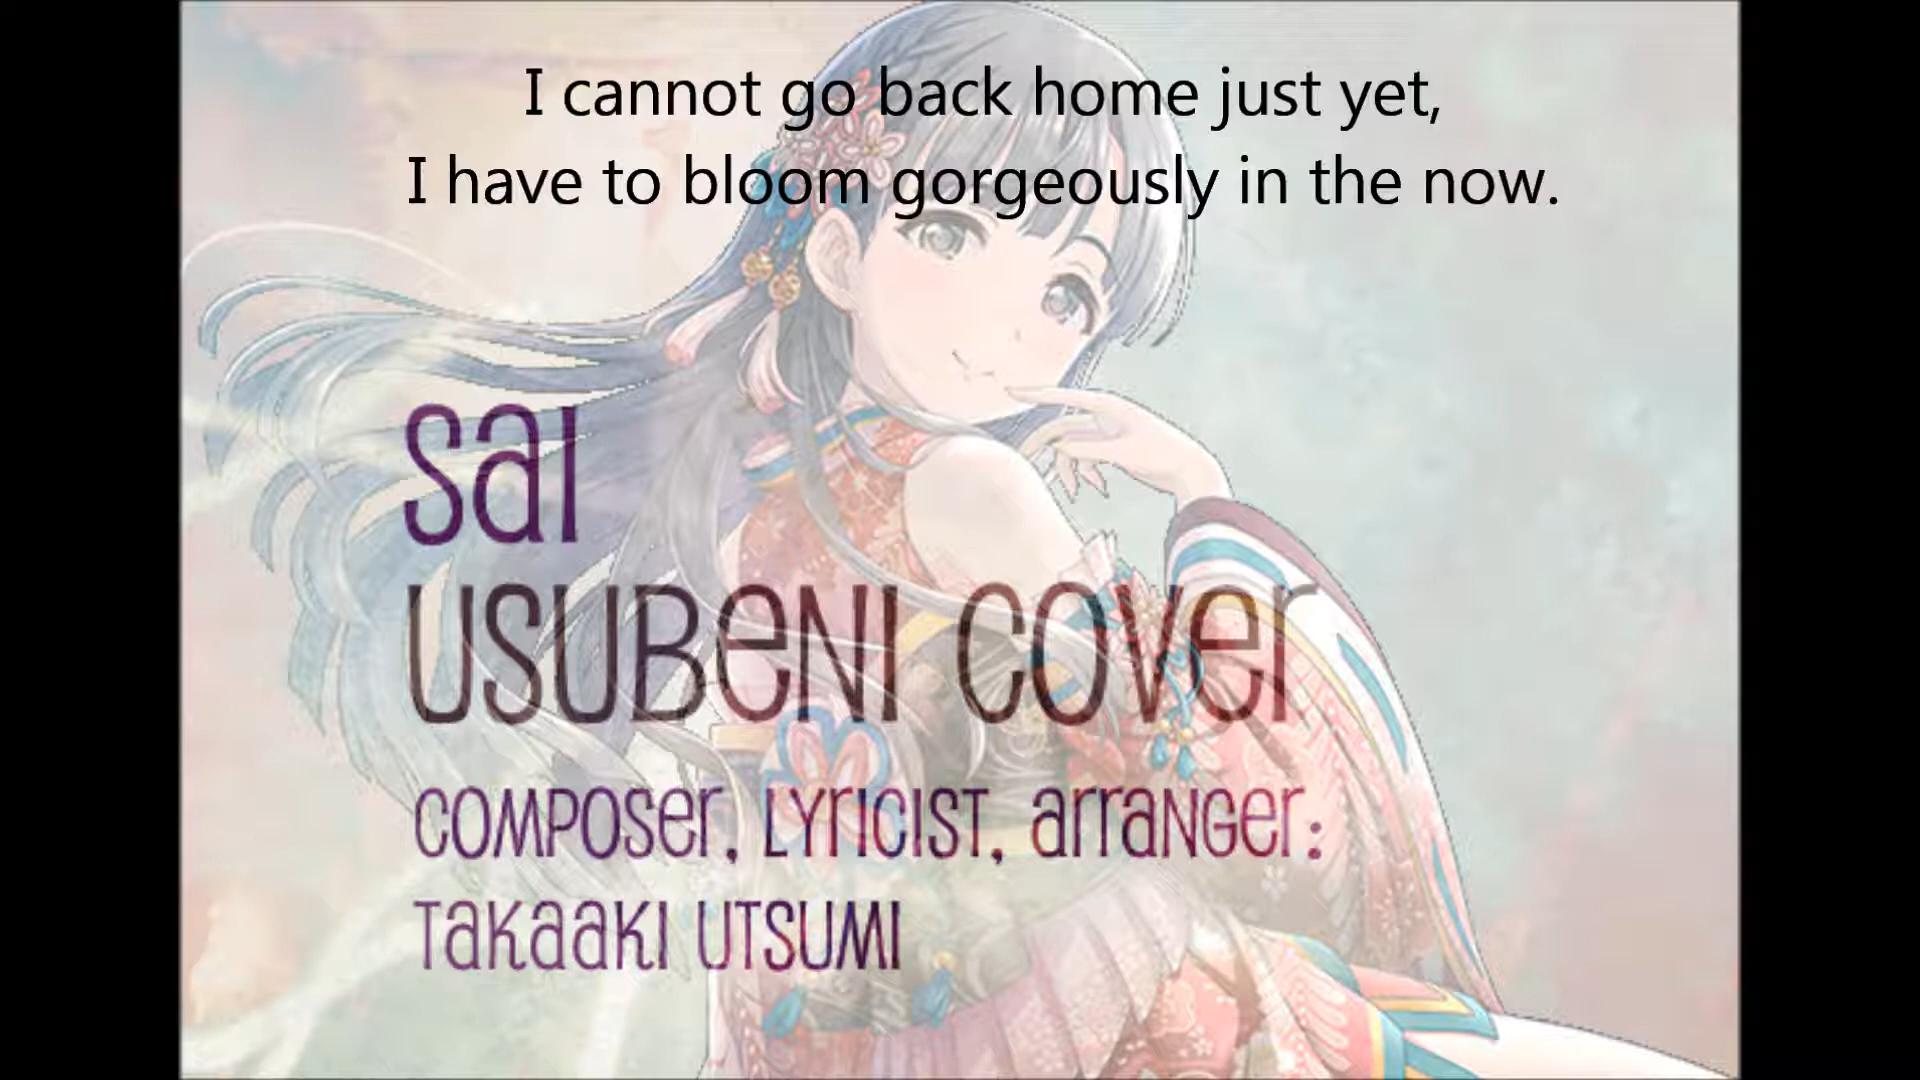 I cannot go back home just yet,
I have to bloom gorgeously in the now.
Sai
Usubeni Cover
Composer, Lyricist, Arranger:
Takaaki Utsumi